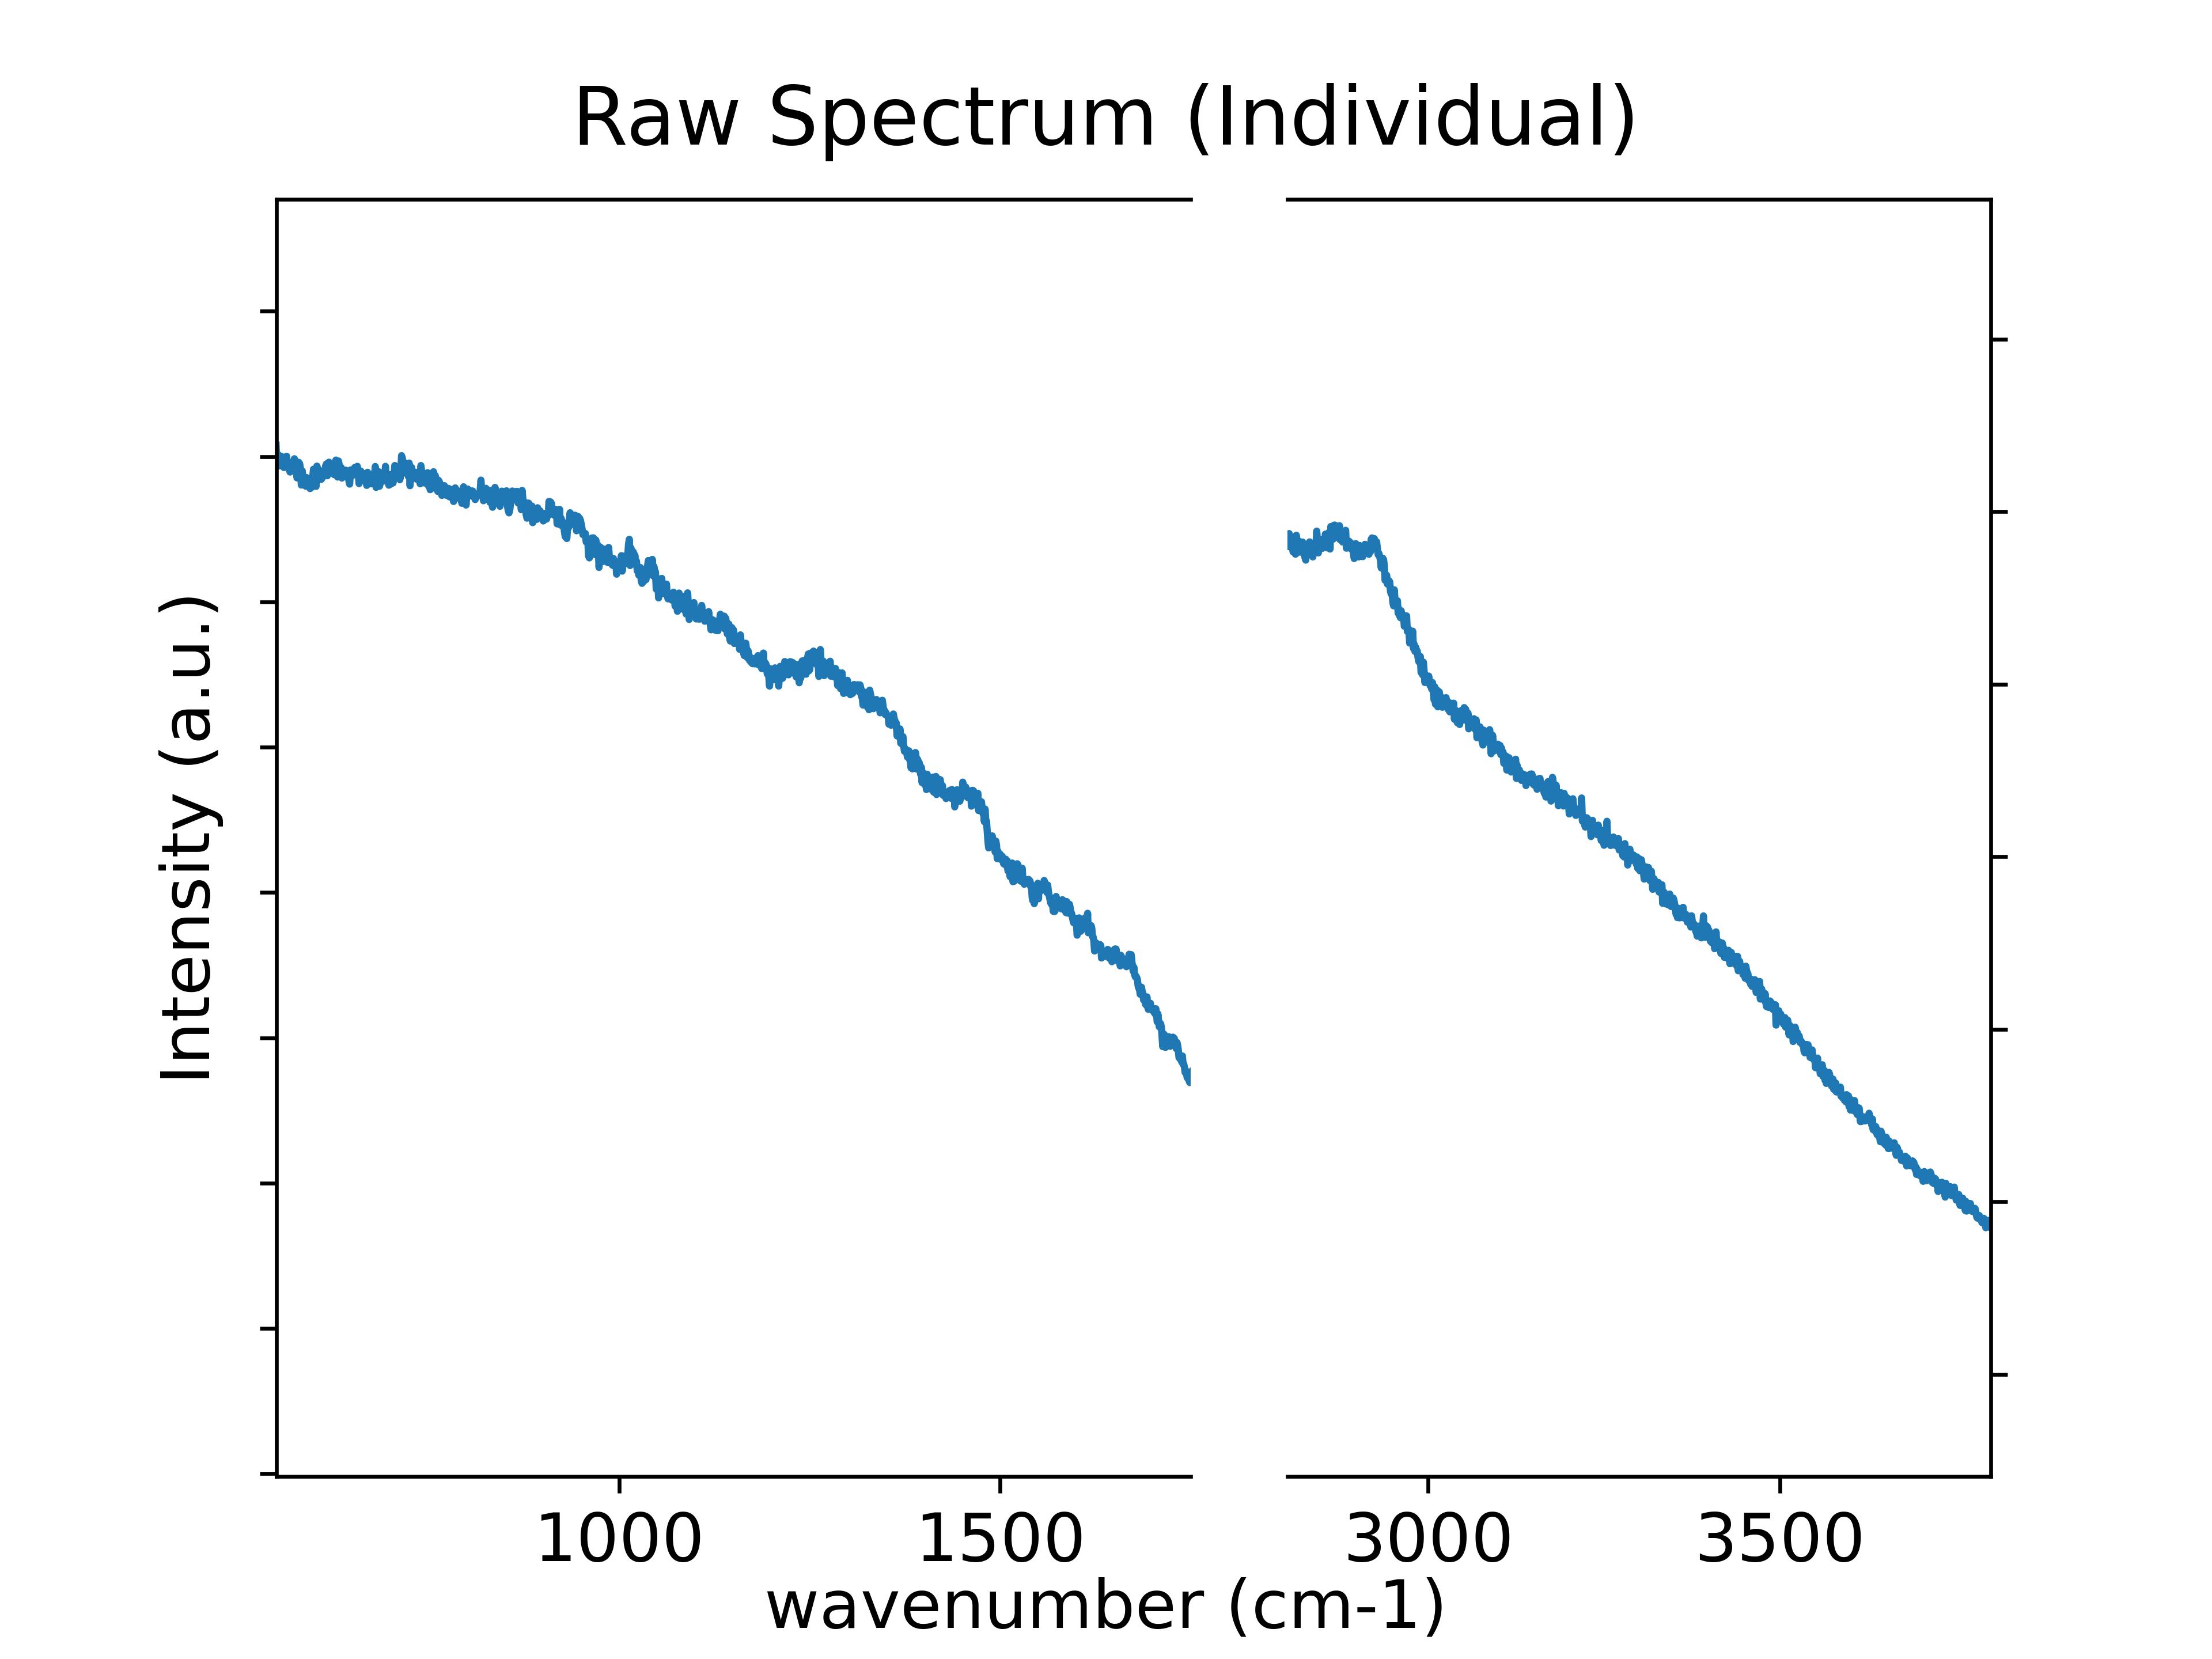 Raw Spectrum (Individual)
Intensity (a.u.)
1000 1500 3000 3500
wavenumber (cm-1)